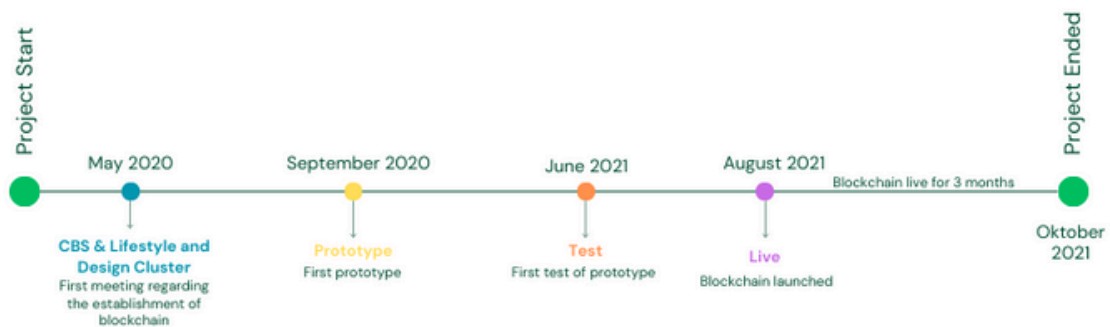 Project Start
Project Ended
May 2020
September 2020
June 2021
August 2021
Blockchain live for 3 months
Oktober
2021
CBS & Lifestyle and
Design Cluster
First meeting regarding
the establishment of
blockchain
Prototype
First prototype
Test
First test of prototype
Live
Blockchain launched